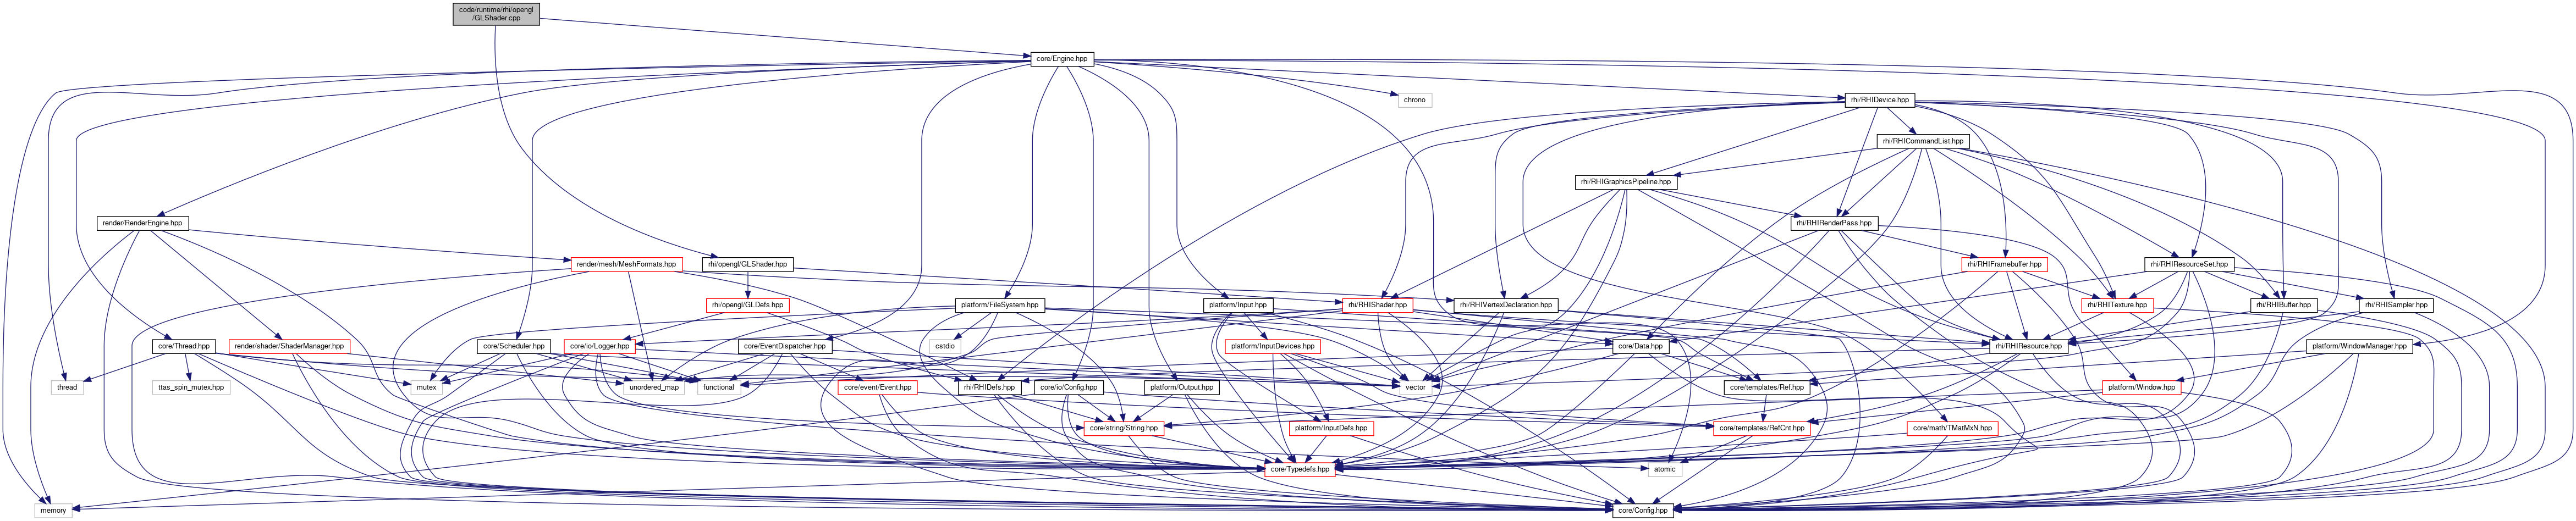 code/runtime/rhi/opengl
/GLShader.cpp
core/Engine.hpp
chrono
rhi/RHIDevice.hpp
rhi/RHICommandList.hpp
rhi/RHIGraphicsPipeline.hpp
render/RenderEngine.hpp
rhi/RHIRenderPass.hpp
render/mesh/MeshFormats.hpp
rhi/opengl/GLShader.hpp
rhi/RHIFramebuffer.hpp
rhi/RHIResourceSet.hpp
rhi/opengl/GLDefs.hpp
platform/FileSystem.hpp
platform/Input.hpp
rhi/RHIShader.hpp
rhi/RHIVertexDeclaration.hpp
rhi/RHITexture.hpp
rhi/RHIBuffer.hpp
rhi/RHISampler.hpp
core/Thread.hpp
render/shader/ShaderManager.hpp
core/Scheduler.hpp
core/io/Logger.hpp
core/EventDispatcher.hpp
cstdio
platform/InputDevices.hpp
core/Data.hpp
rhi/RHIResource.hpp
platform/WindowManager.hpp
thread
ttas_spin_mutex.hpp
mutex
unordered_map
functional
core/event/Event.hpp
rhi/RHIDefs.hpp
core/io/Config.hpp
platform/Output.hpp
vector
core/templates/Ref.hpp
platform/Window.hpp
core/string/String.hpp
platform/InputDefs.hpp
core/templates/RefCnt.hpp
core/math/TMatMxN.hpp
core/Typedefs.hpp
atomic
memory
core/Config.hpp